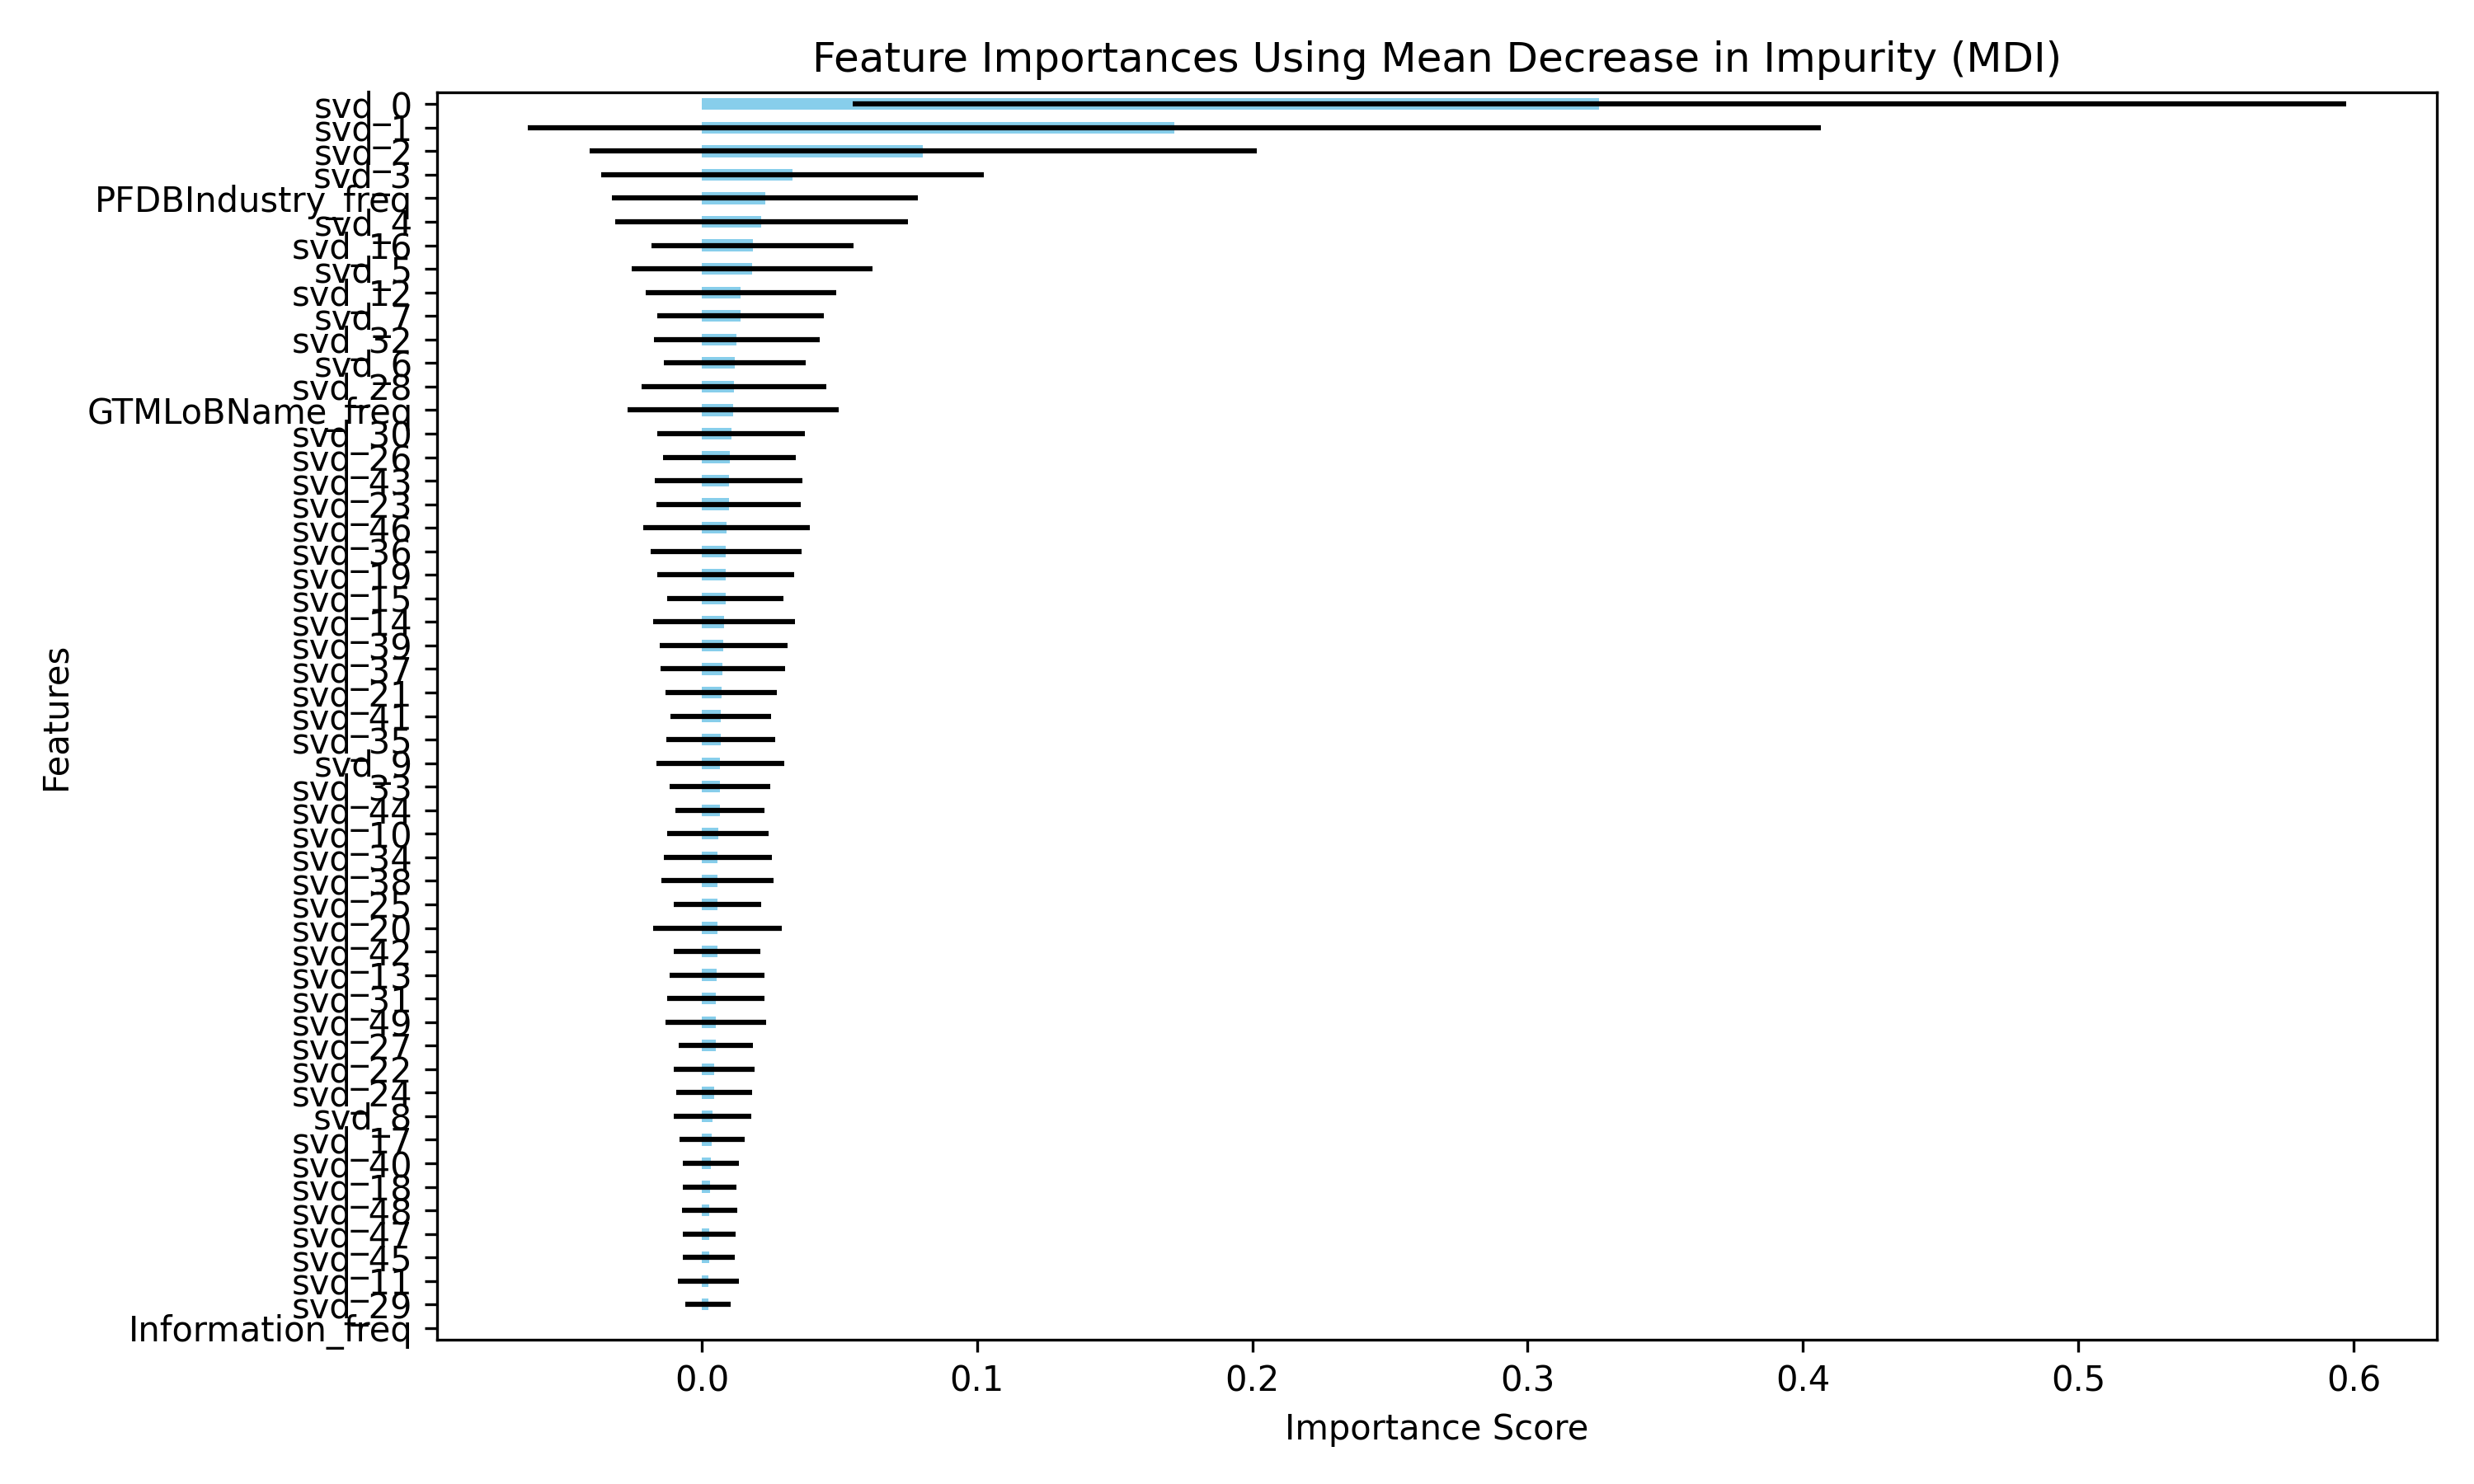 Feature Importances Using Mean Decrease in Impurity (MDI)
svd_0
svd_1
svd_2
svd_3
PFDBIndustry_freq
svd_4
svd_16
svd_5
svd_12
svd_7
svd_32
svd_6
svd_28
GTMLoBName_freq
svd_30
svd_26
svd_43
svd_23
svd_46
svd_36
svd_19
svd_15
svd_14
svd_39
svd_37
svd_21
svd_41
svd_35
svd_9
svd_33
svd_44
svd_10
svd_34
svd_38
svd_25
svd_20
svd_42
svd_13
svd_31
svd_49
svd_27
svd_22
svd_24
svd_8
svd_17
svd_40
svd_18
svd_48
svd_47
svd_45
svd_11
svd_29
Information_freq
Features
0.0 0.1 0.2 0.3 0.4 0.5 0.6
Importance Score